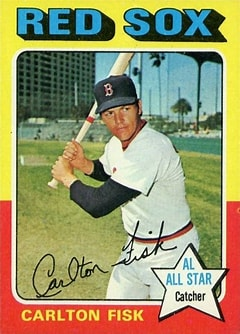 RED SOX
Carlton Fisk
AL
ALL STAR
Catcher
CARLTON FISK